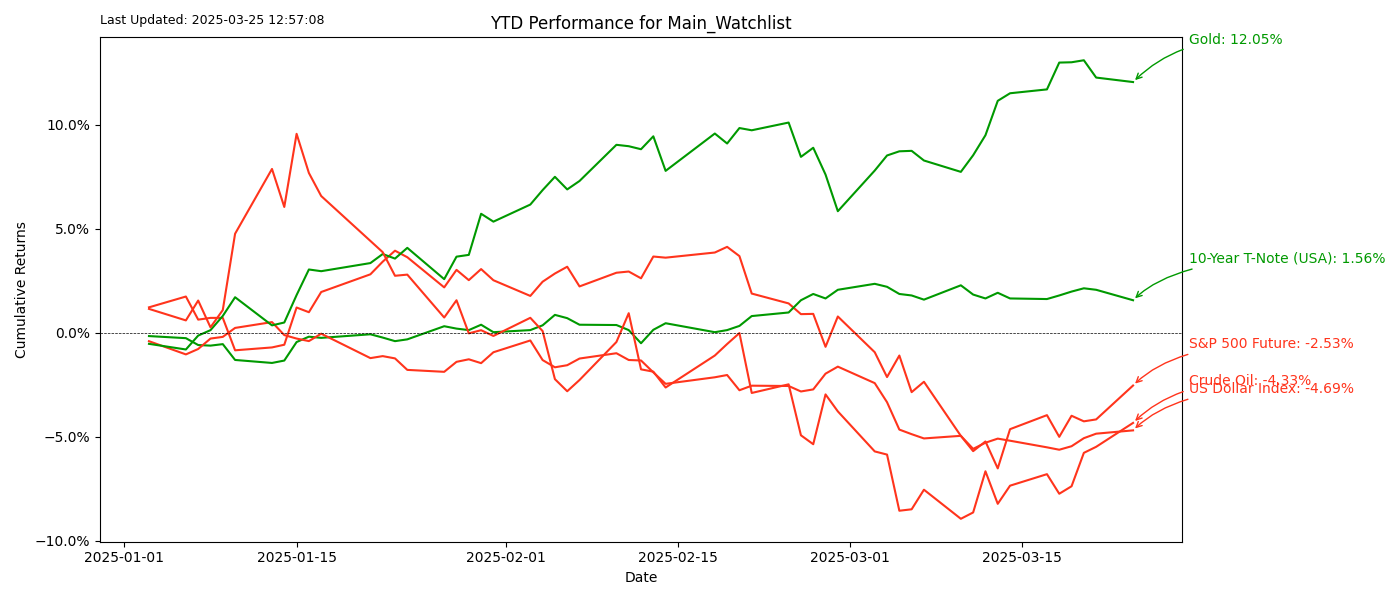 Last Updated: 2025-03-25 12:57:08
YTD Performance for Main_Watchlist
Gold: 12.05%
10-Year T-Note (USA): 1.56%
S&P 500 Future: -2.53%
Crude Oil: -4.33%
US Dollar Index: -4.69%
Cumulative Returns
10.0%
5.0%
0.0%
−5.0%
−10.0%
2025-01-01
2025-01-15
2025-02-01
2025-02-15
2025-03-01
2025-03-15
Date